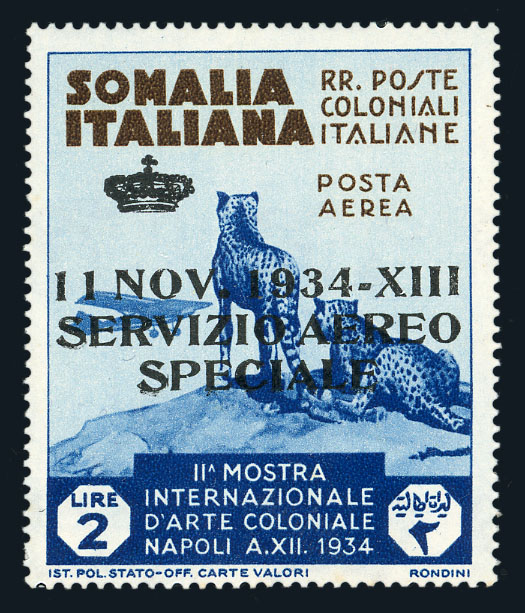 SOMALIA
ITALIANA
RR. POSTE
COLONIALI
ITALIANE
POSTA
AEREA
11 NOV. 1934-XIII
SERVIZIO AEREO
SPECIALE
IIᴬ MOSTRA
INTERNAZIONALE
D'ARTE COLONIALE
NAPOLI A.XII. 1934
LIRE
2
٢
IST. POL. STATO-OFF. CARTE VALORI
RONDINI